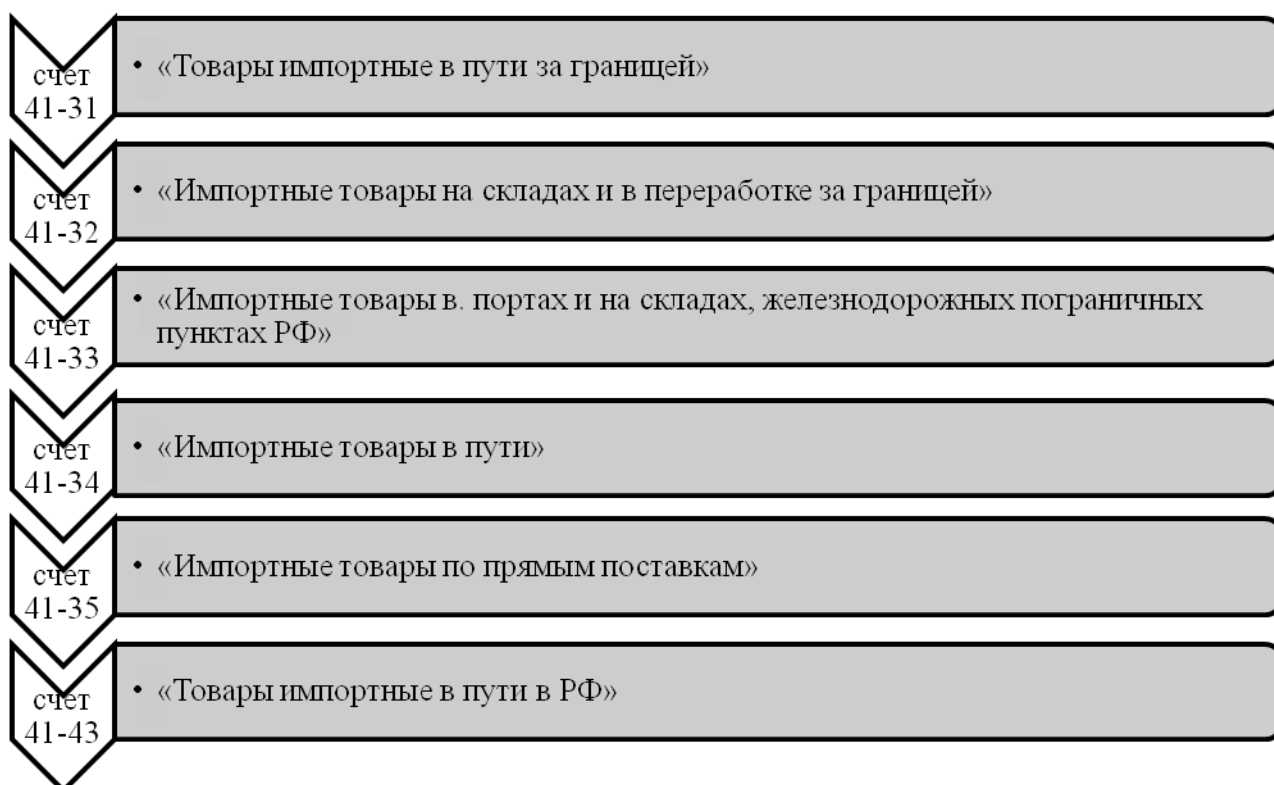 счет
41-31
• «Товары импортные в пути за границей»
счет
41-32
• «Импортные товары на складах и в переработке за границей»
счет
41-33
• «Импортные товары в. портах и на складах, железнодорожных пограничных
пунктах РФ»
счет
41-34
• «Импортные товары в пути»
счет
41-35
• «Импортные товары по прямым поставкам»
счет
41-43
• «Товары импортные в пути в РФ»